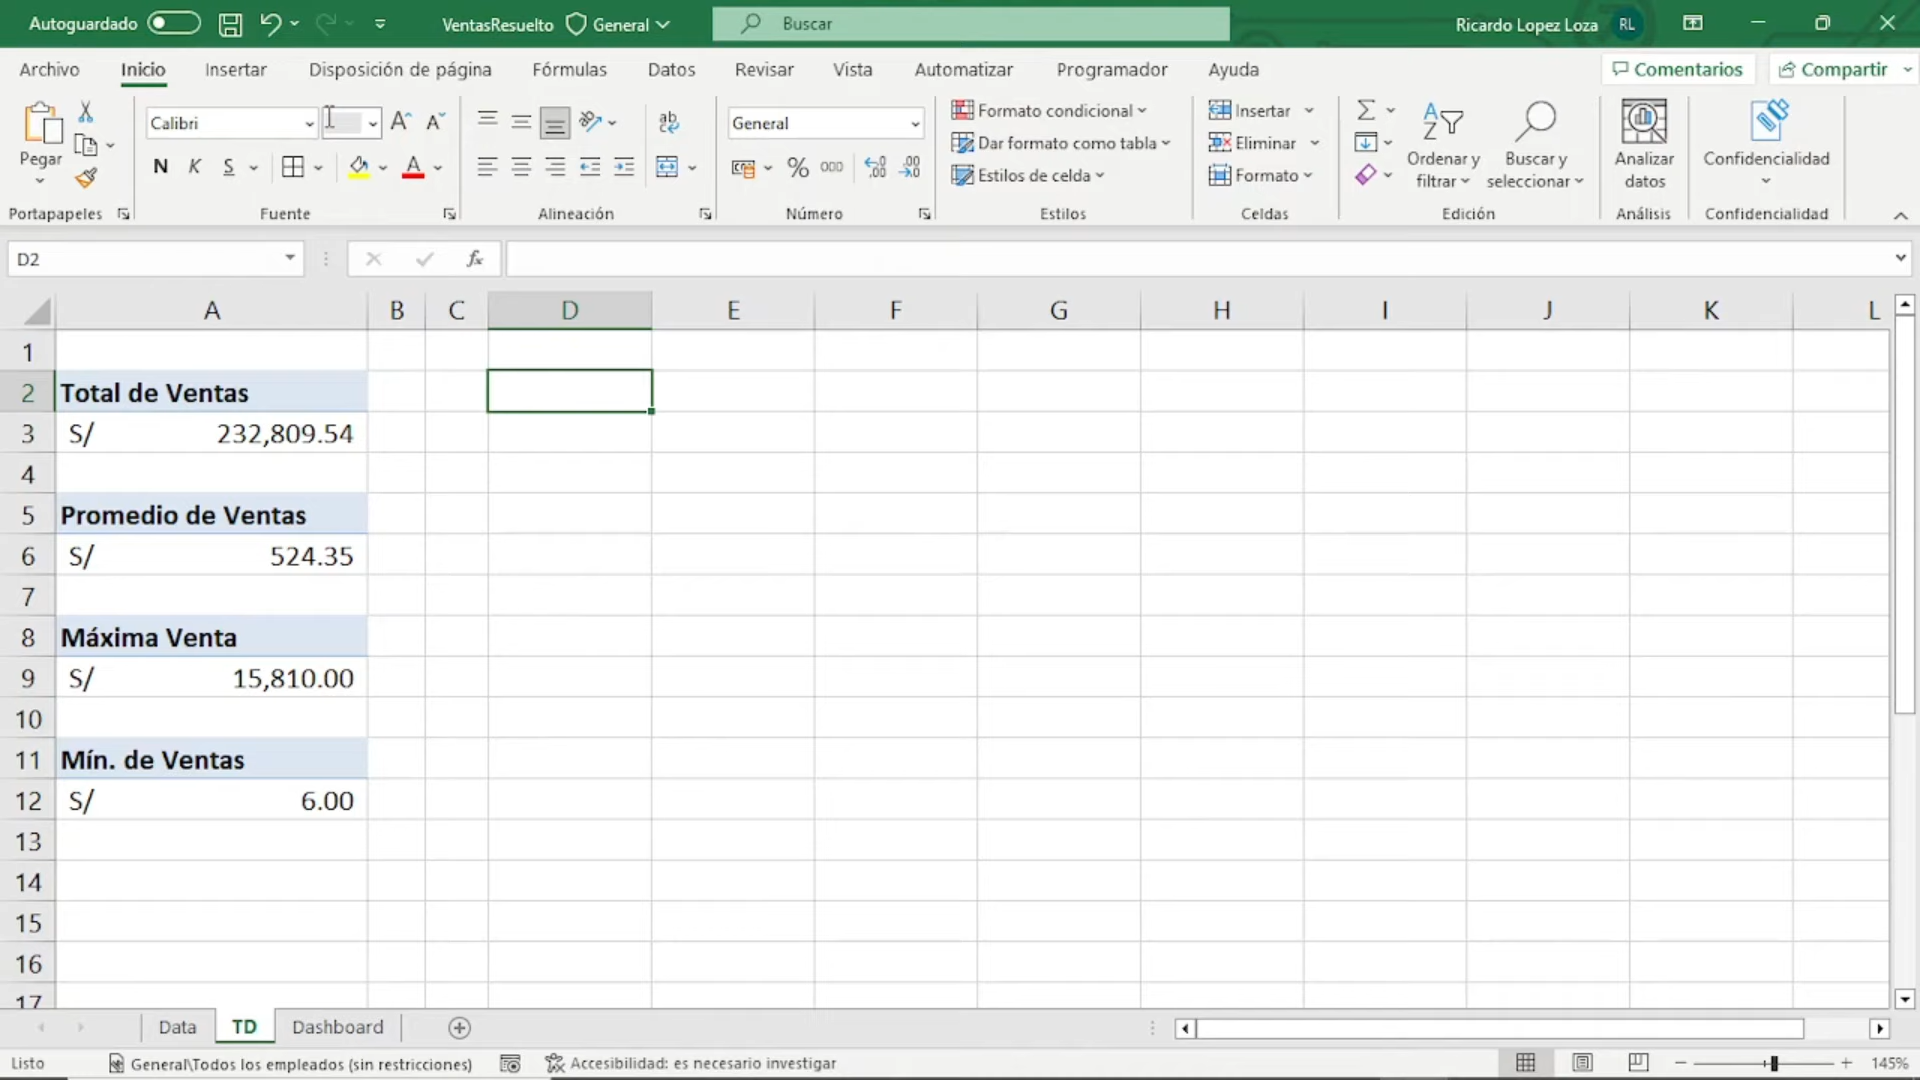 Autoguardado
VentasResuelto General
Buscar
Ricardo Lopez Loza RL
Archivo Inicio Insertar Disposición de página Fórmulas Datos Revisar Vista Automatizar Programador Ayuda
Comentarios Compartir
Pegar
Portapapeles
Calibri
N K S
Fuente
ab
Alineación
General
% 000
Número
Formato condicional
Dar formato como tabla
Estilos de celda
Estilos
Insertar
Eliminar
Formato
Celdas
Ordenar y
filtrar
Buscar y
seleccionar
Edición
Analizar
datos
Análisis
Confidencialidad
Confidencialidad
D2
fx
A B C D E F G H I J K L
1
2 Total de Ventas
3 S/ 232,809.54
4
5 Promedio de Ventas
6 S/ 524.35
7
8 Máxima Venta
9 S/ 15,810.00
10
11 Mín. de Ventas
12 S/ 6.00
13
14
15
16
17
Data TD Dashboard
Listo General\Todos los empleados (sin restricciones) Accesibilidad: es necesario investigar 145%